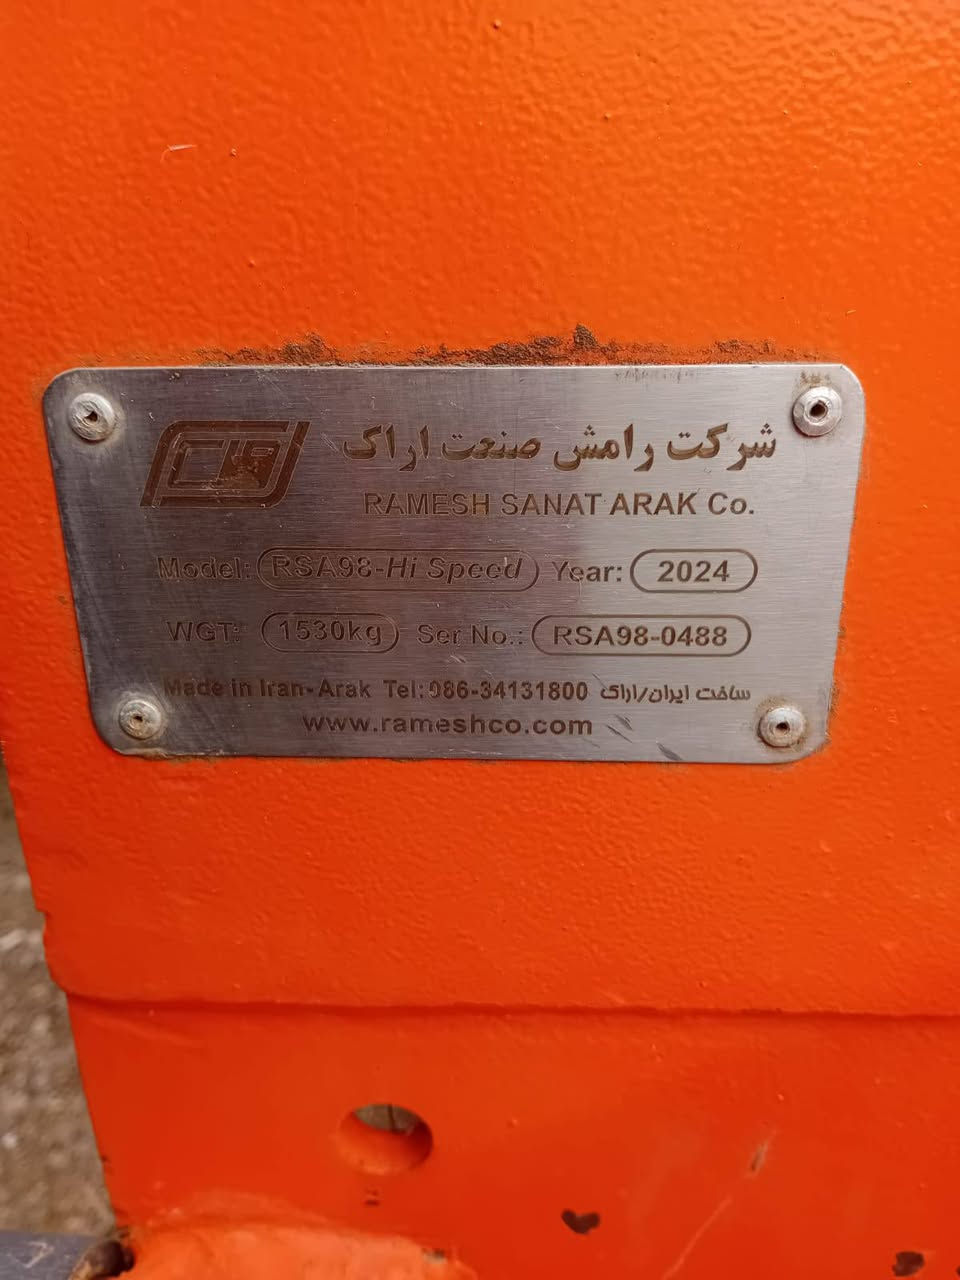 شرکت رامش صنعت اراک
RAMESH SANAT ARAK Co.
Model: RSA98-Hi Speed Year: 2024
WGT: 1530kg Ser No.: RSA98-0488
Made in Iran-Arak Tel:086-34131800 ساخت ایران/اراک
www.rameshco.com